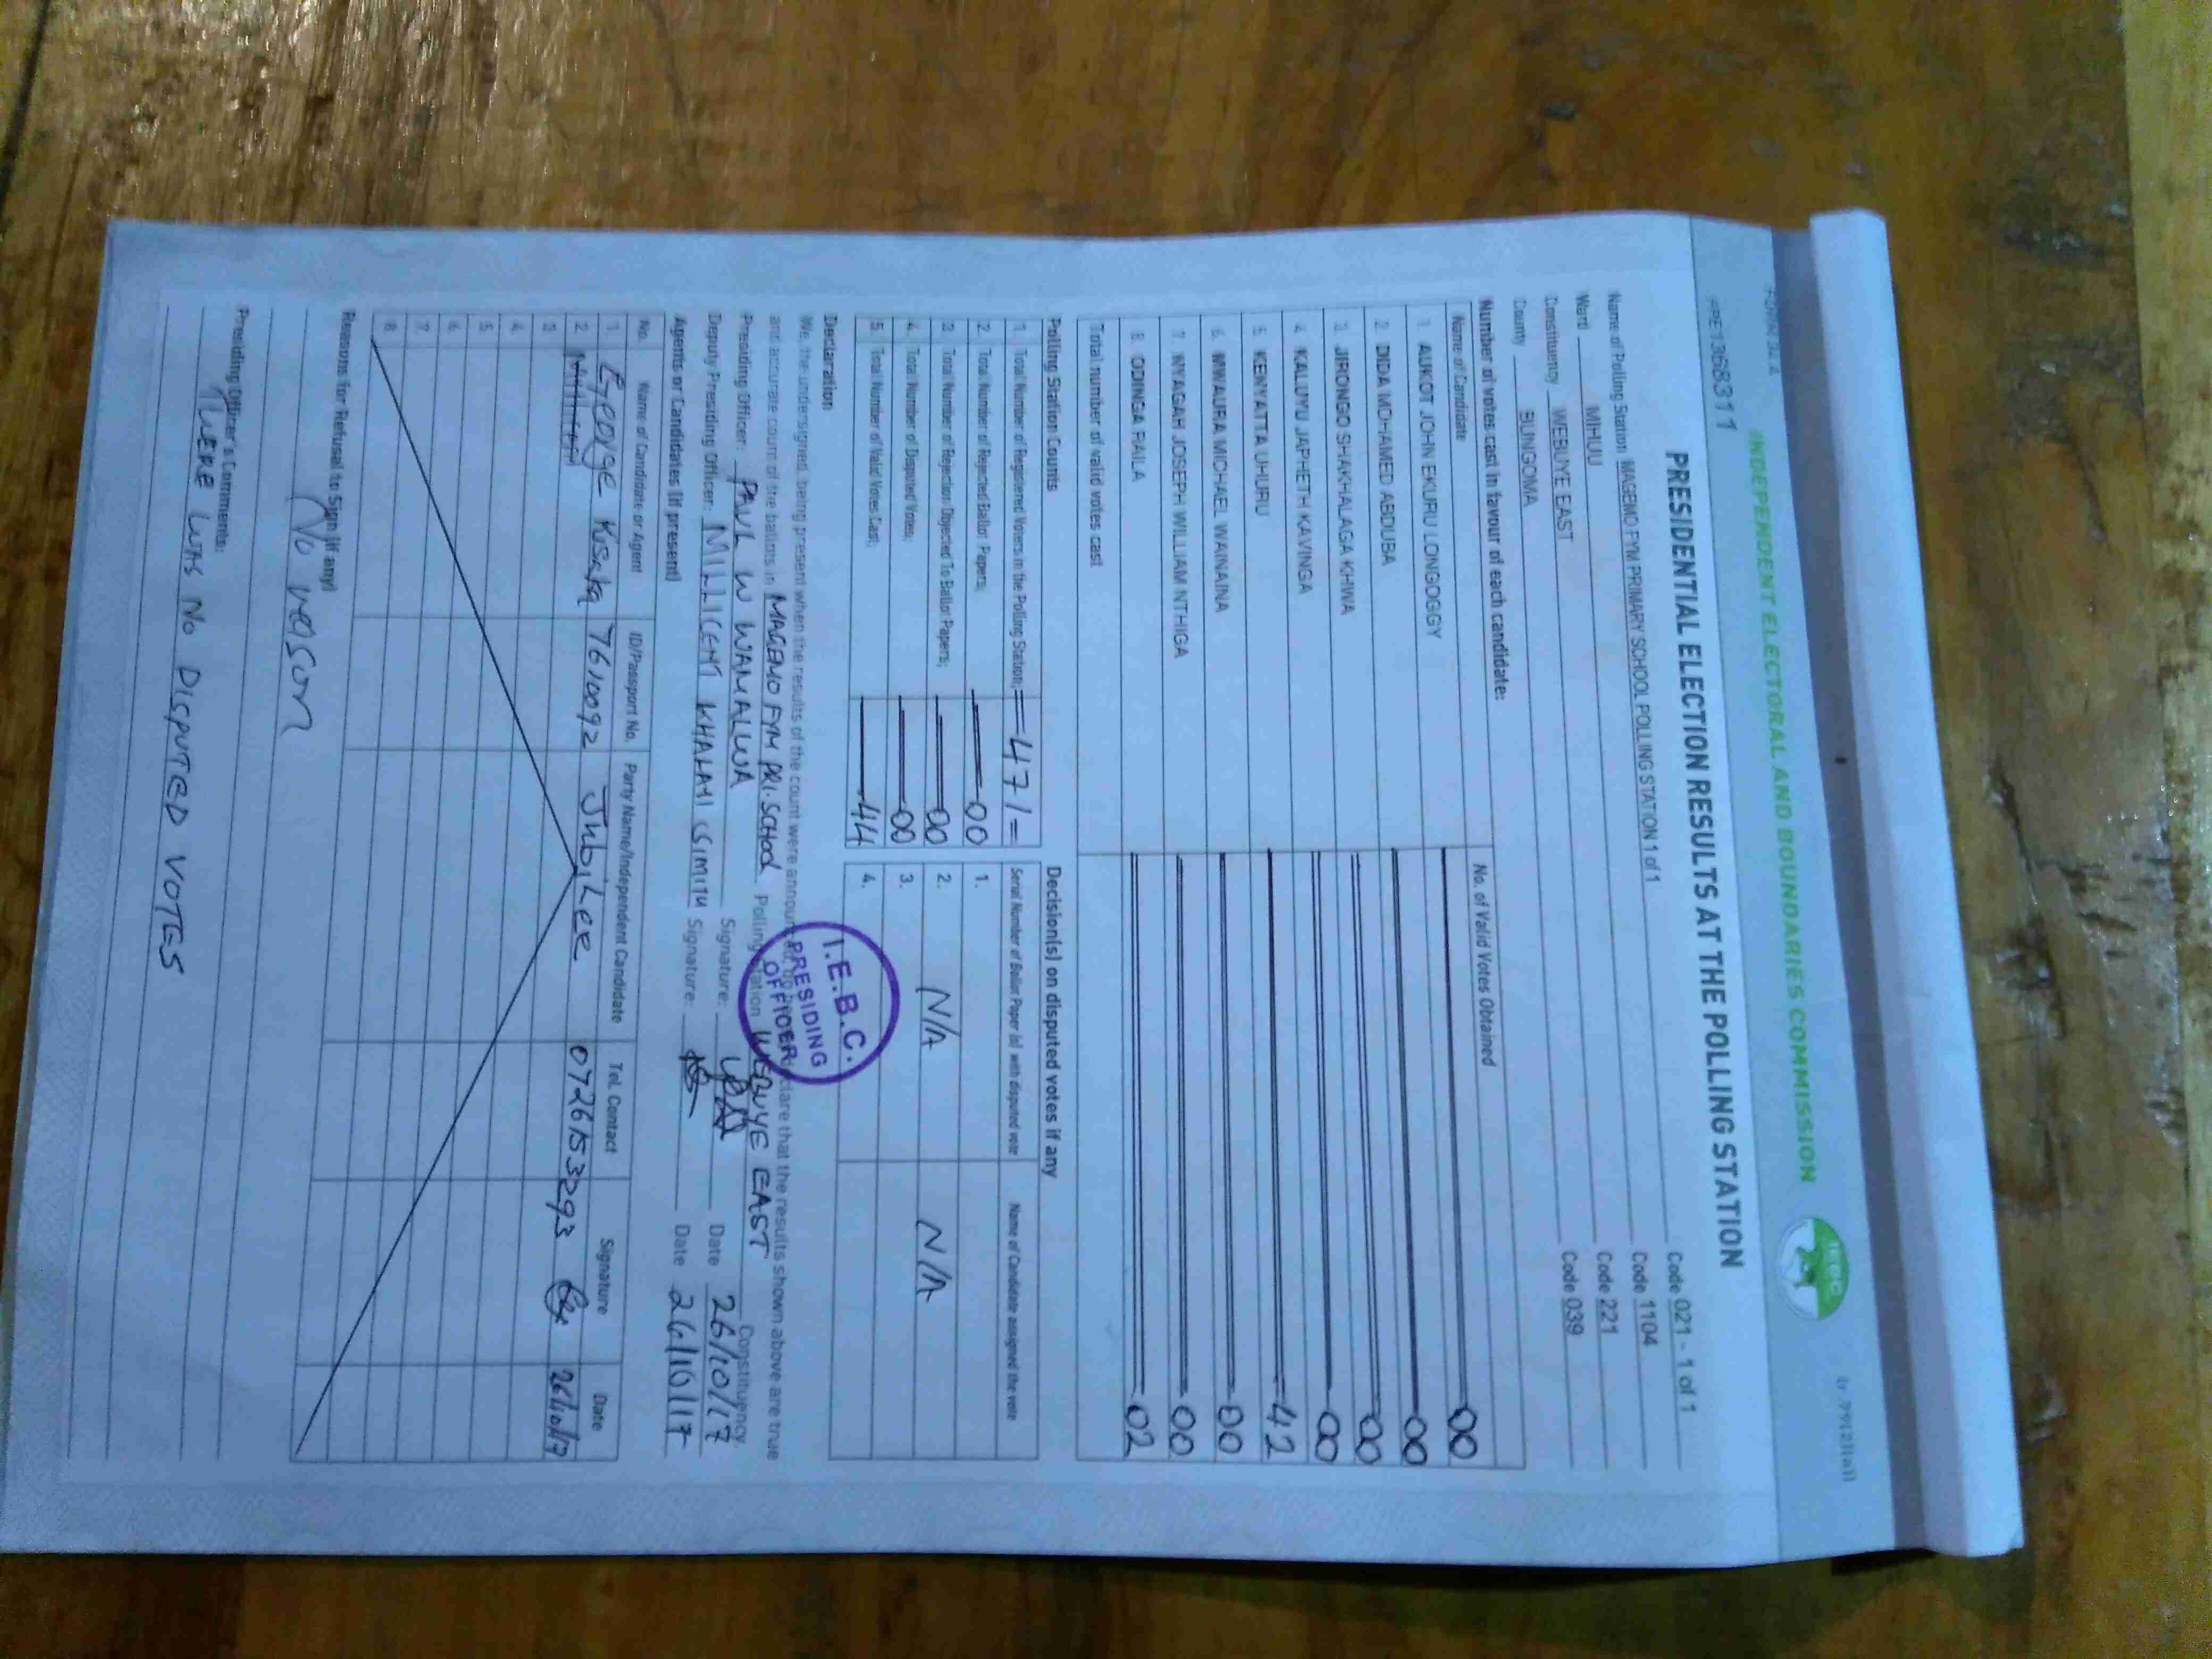 FORM 34A
INDEPENDENT ELECTORAL AND BOUNDARIES COMMISSION
IEBC
PRE1368311
PRESIDENTIAL ELECTION RESULTS AT THE POLLING STATION
Name of Polling Station MAGEMO FYM PRIMARY SCHOOL POLLING STATION 1 of 1 Code 021 - 1 of 1
Ward MIHUU Code 1104
Constituency WEBUYE EAST Code 221
County BUNGOMA Code 039
Number of votes cast in favour of each candidate:
Name of Candidate No. of Valid Votes Obtained
1. AUKOT JOHN EKURU LONGOGGY 00
2. DIDA MOHAMED ABDUBA 00
3. JIRONGO SHAKHALAGA KHWA 00
4. KALUYU JAPHETH KAVINGA 00
5. KENYATTA UHURU 42
6. MWAURA MICHAEL WAINAINA 00
7. NYAGAH JOSEPH WILLIAM NTHIGA 00
8. ODINGA RAILA 02
Total number of valid votes cast
Polling Station Counts Decision(s) on disputed votes if any
1. Total Number of Registered Voters in the Polling Station; =471= Serial Number of Ballot Paper (s) with disputed vote Name of Candidate assigned the vote
2. Total Number of Rejected Ballot Papers; 00 1.
3. Total Number of Rejection Objected To Ballot Papers; 00 2. N/A N/A
4. Total Number of Disputed Votes; 00 3.
5. Total Number of Valid Votes Cast; 44 4.
I.E.B.C. PRESIDING OFFICER
Declaration
We, the undersigned, being present when the results of the count were announced, do declare that the results shown above are true
and accurate count of the ballots in MAGEMO FYM PRI. SCHOOL Polling Station WEBUYE EAST Constituency.
Presiding Officer: PAUL W WAMALWA Signature: Date 26/10/17
Deputy Presiding Officer: MILLICENT KHALAYI SIMIYU Signature: Date 26/10/17
Agents or Candidates (if present)
No. Name of Candidate or Agent ID/Passport No. Party Name/Independent Candidate Tel. Contact Signature Date
1. George Kisaka 7610092 Jubilee 0726153293 26/10/17
2.
3.
4.
5.
6.
7.
8.
Reasons for Refusal to Sign (if any)
No reason
Presiding Officer's Comments:
THERE WAS NO DISPUTED VOTES